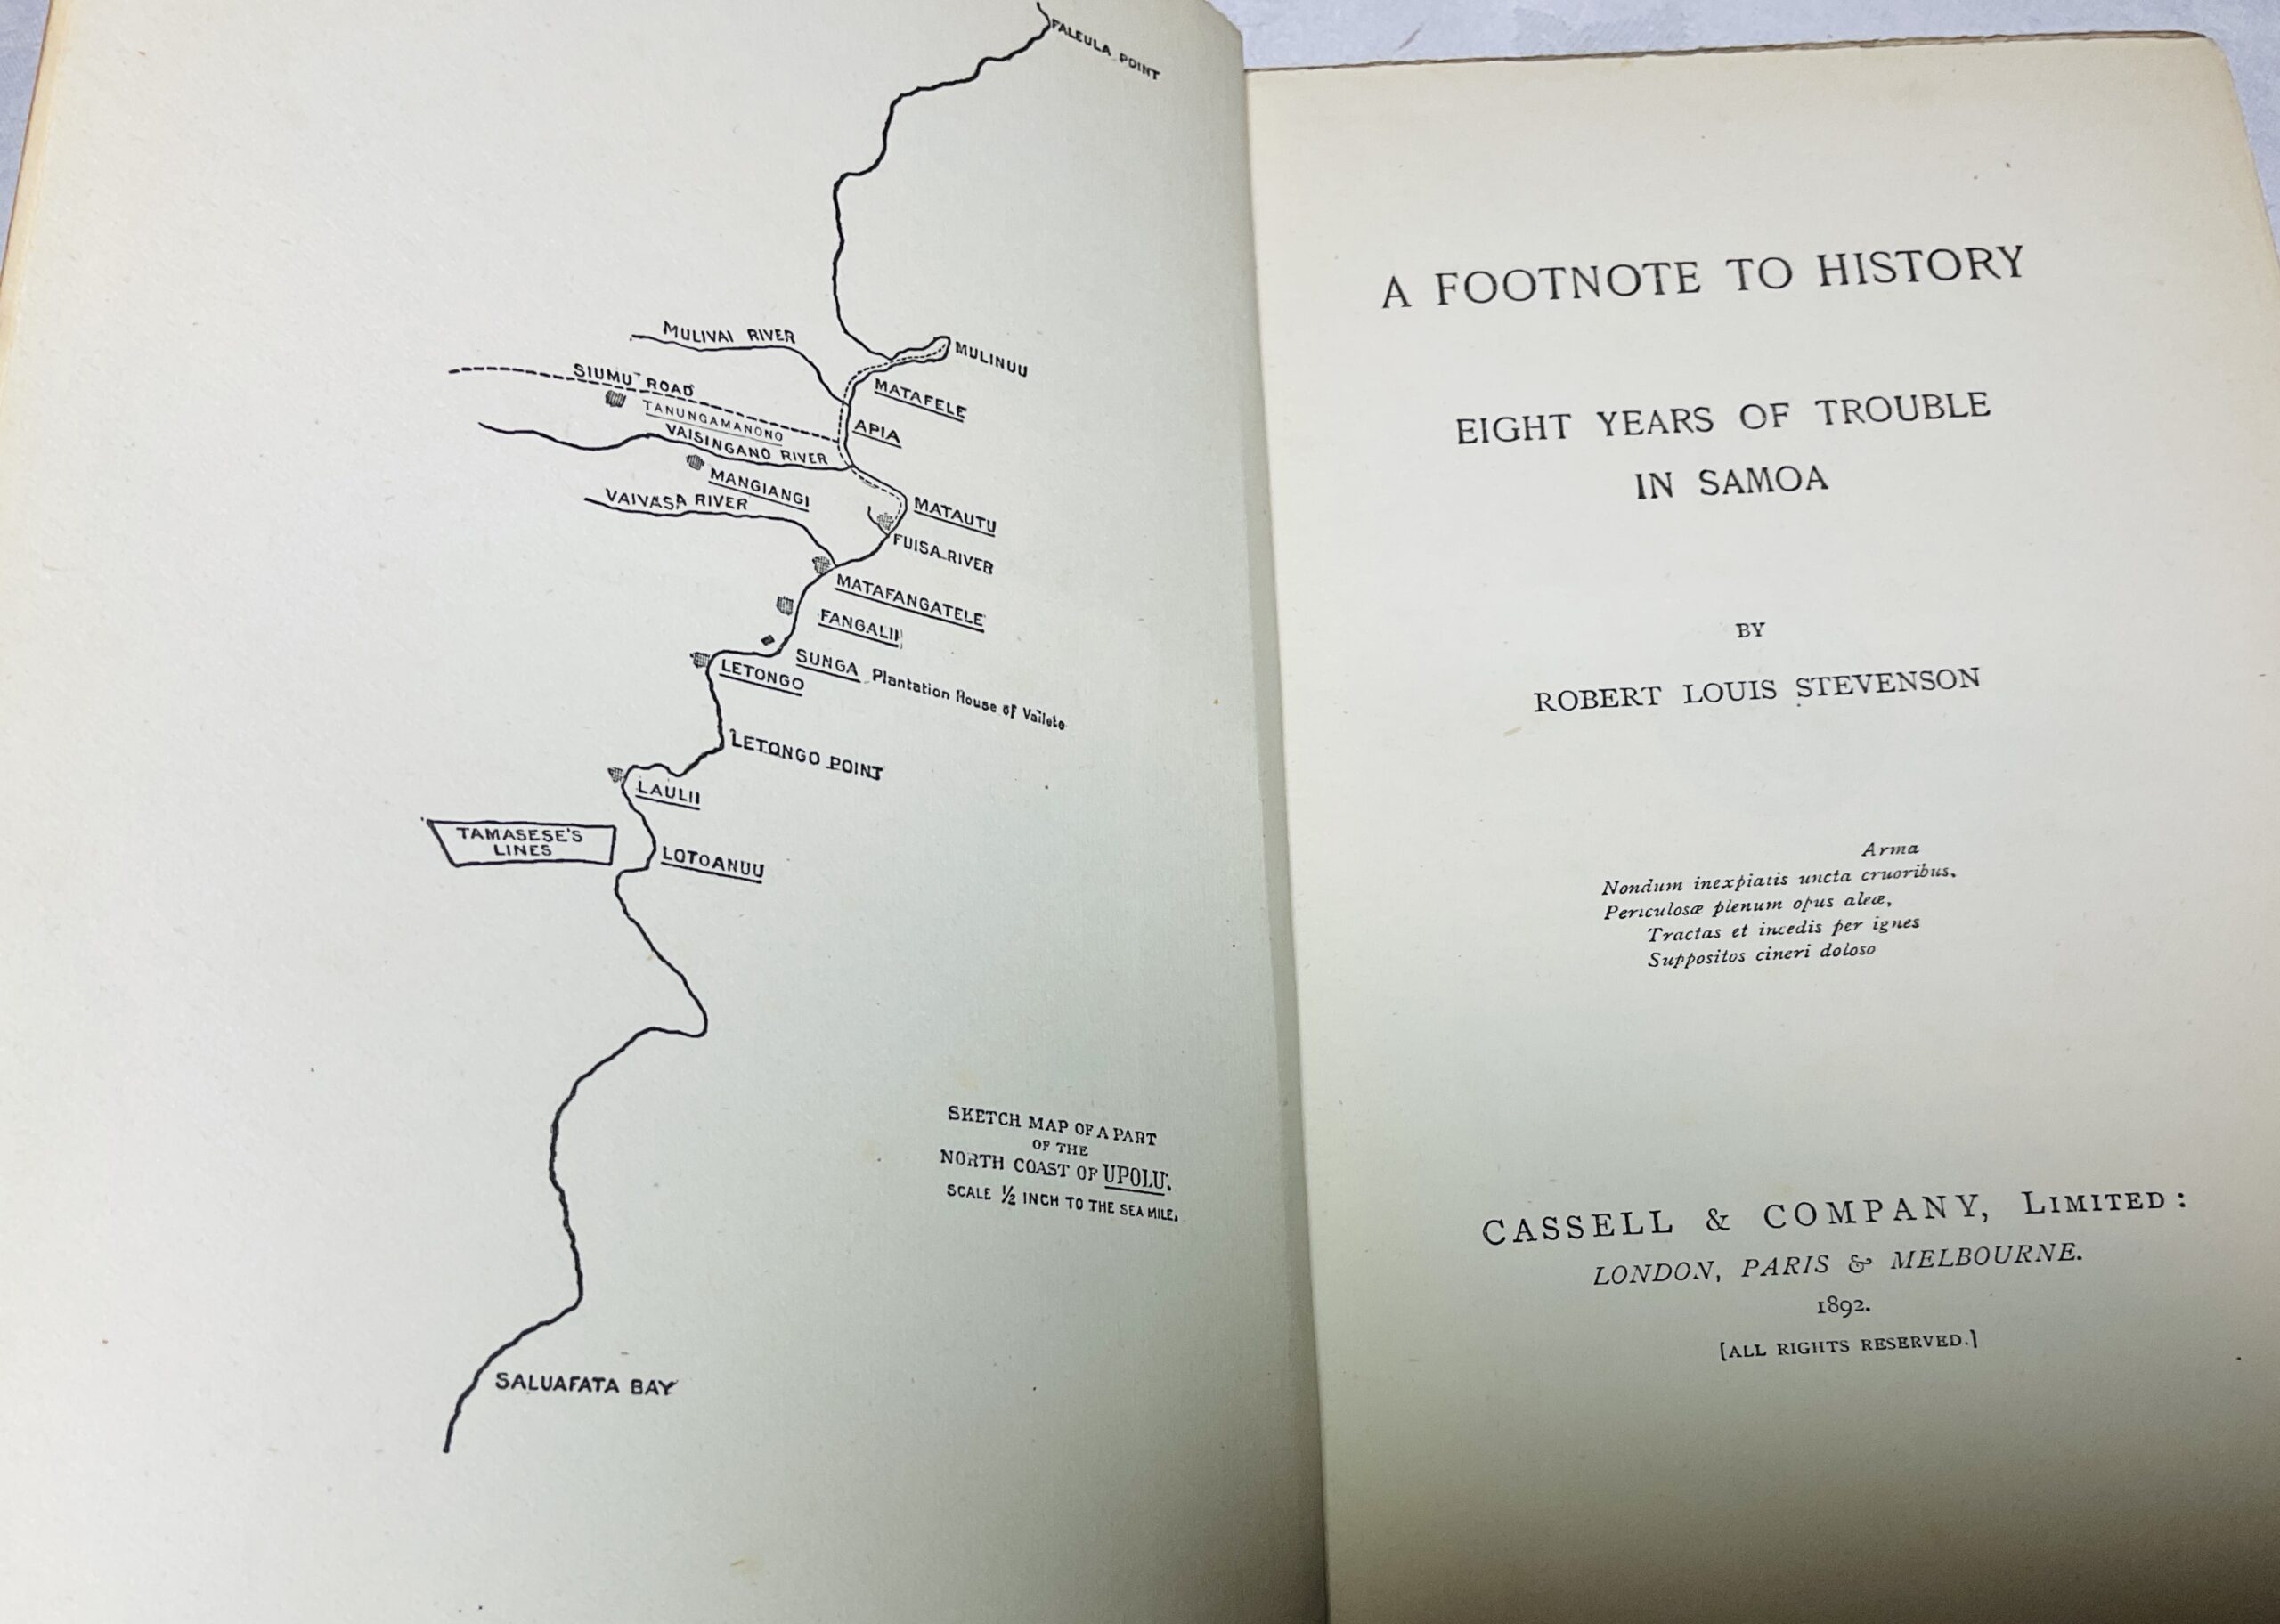 FALEULA POINT
MULIVAI RIVER
MULINUU
SIUMU ROAD
MATAFELE
TANUNGAMANONO
APIA
VAISINGANO RIVER
MANGIANGI
VAIVASA RIVER
MATAUTU
FUISA RIVER
MATAFANGATELE
FANGALII
SUNGA Plantation House of Vailele
LETONGO
LETONGO POINT
LAULII
TAMASESE'S
LINES
LOTOANUU
SKETCH MAP OF A PART
OF THE
NORTH COAST OF UPOLU.
SCALE ½ INCH TO THE SEA MILE.
SALUAFATA BAY
A FOOTNOTE TO HISTORY
EIGHT YEARS OF TROUBLE
IN SAMOA
BY
ROBERT LOUIS STEVENSON
Arma
Nondum inexpiatis uncta cruoribus.
Periculosæ plenum opus aleæ,
Tractas et incedis per ignes
Suppositos cineri doloso
CASSELL & COMPANY, LIMITED:
LONDON, PARIS & MELBOURNE.
1892.
[ALL RIGHTS RESERVED.]